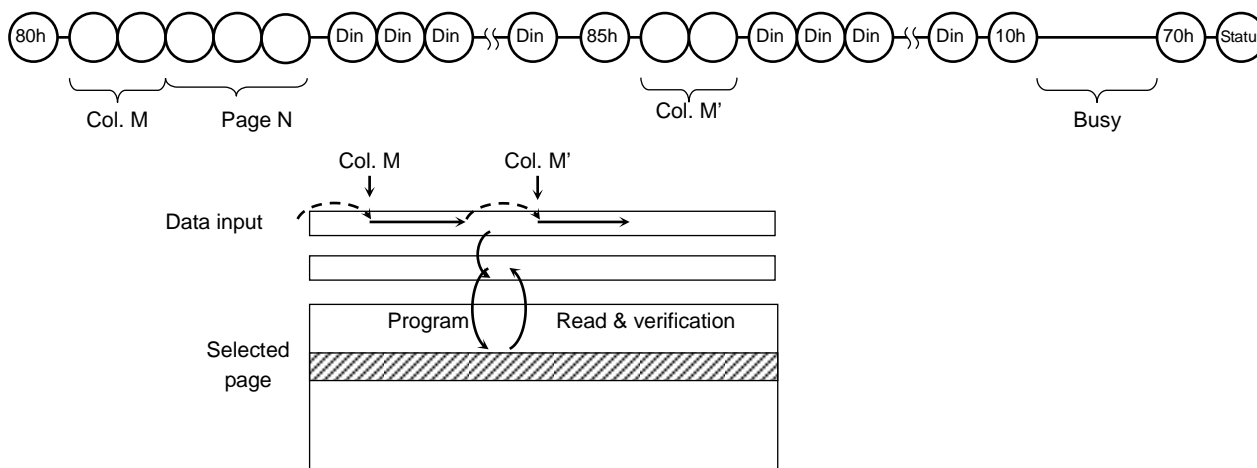 80h Din Din Din Din 85h Din Din Din Din 10h 70h Statu
Col. M Page N Col. M’ Busy
Col. M Col. M’
Data input
Program Read & verification
Selected
page